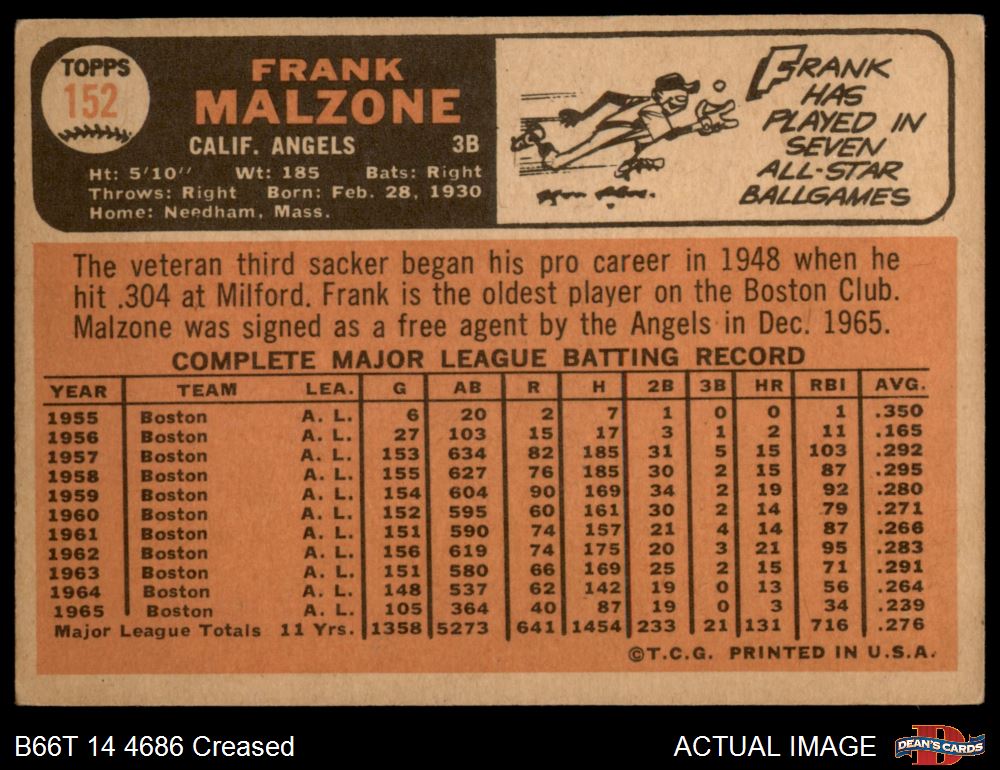 TOPPS
152
FRANK
MALZONE
CALIF. ANGELS 3B
Ht: 5'10" Wt: 185 Bats: Right
Throws: Right Born: Feb. 28, 1930
Home: Needham, Mass.
FRANK
HAS
PLAYED IN
SEVEN
ALL-STAR
BALLGAMES
The veteran third sacker began his pro career in 1948 when he
hit .304 at Milford. Frank is the oldest player on the Boston Club.
Malzone was signed as a free agent by the Angels in Dec. 1965.
COMPLETE MAJOR LEAGUE BATTING RECORD
YEAR TEAM LEA. G AB R H 2B 3B HR RBI AVG.
1955 Boston A. L. 6 20 2 7 1 0 0 1 .350
1956 Boston A. L. 27 103 15 17 3 1 2 11 .165
1957 Boston A. L. 153 634 82 185 31 5 15 103 .292
1958 Boston A. L. 155 627 76 185 30 2 15 87 .295
1959 Boston A. L. 154 604 90 169 34 2 19 92 .280
1960 Boston A. L. 152 595 60 161 30 2 14 79 .271
1961 Boston A. L. 151 590 74 157 21 4 14 87 .266
1962 Boston A. L. 156 619 74 175 20 3 21 95 .283
1963 Boston A. L. 151 580 66 169 25 2 15 71 .291
1964 Boston A. L. 148 537 62 142 19 0 13 56 .264
1965 Boston A. L. 105 364 40 87 19 0 3 34 .239
Major League Totals 11 Yrs. 1358 5273 641 1454 233 21 131 716 .276
©T.C.G. PRINTED IN U.S.A.
B66T 14 4686 Creased
ACTUAL IMAGE
DEAN'S CARDS